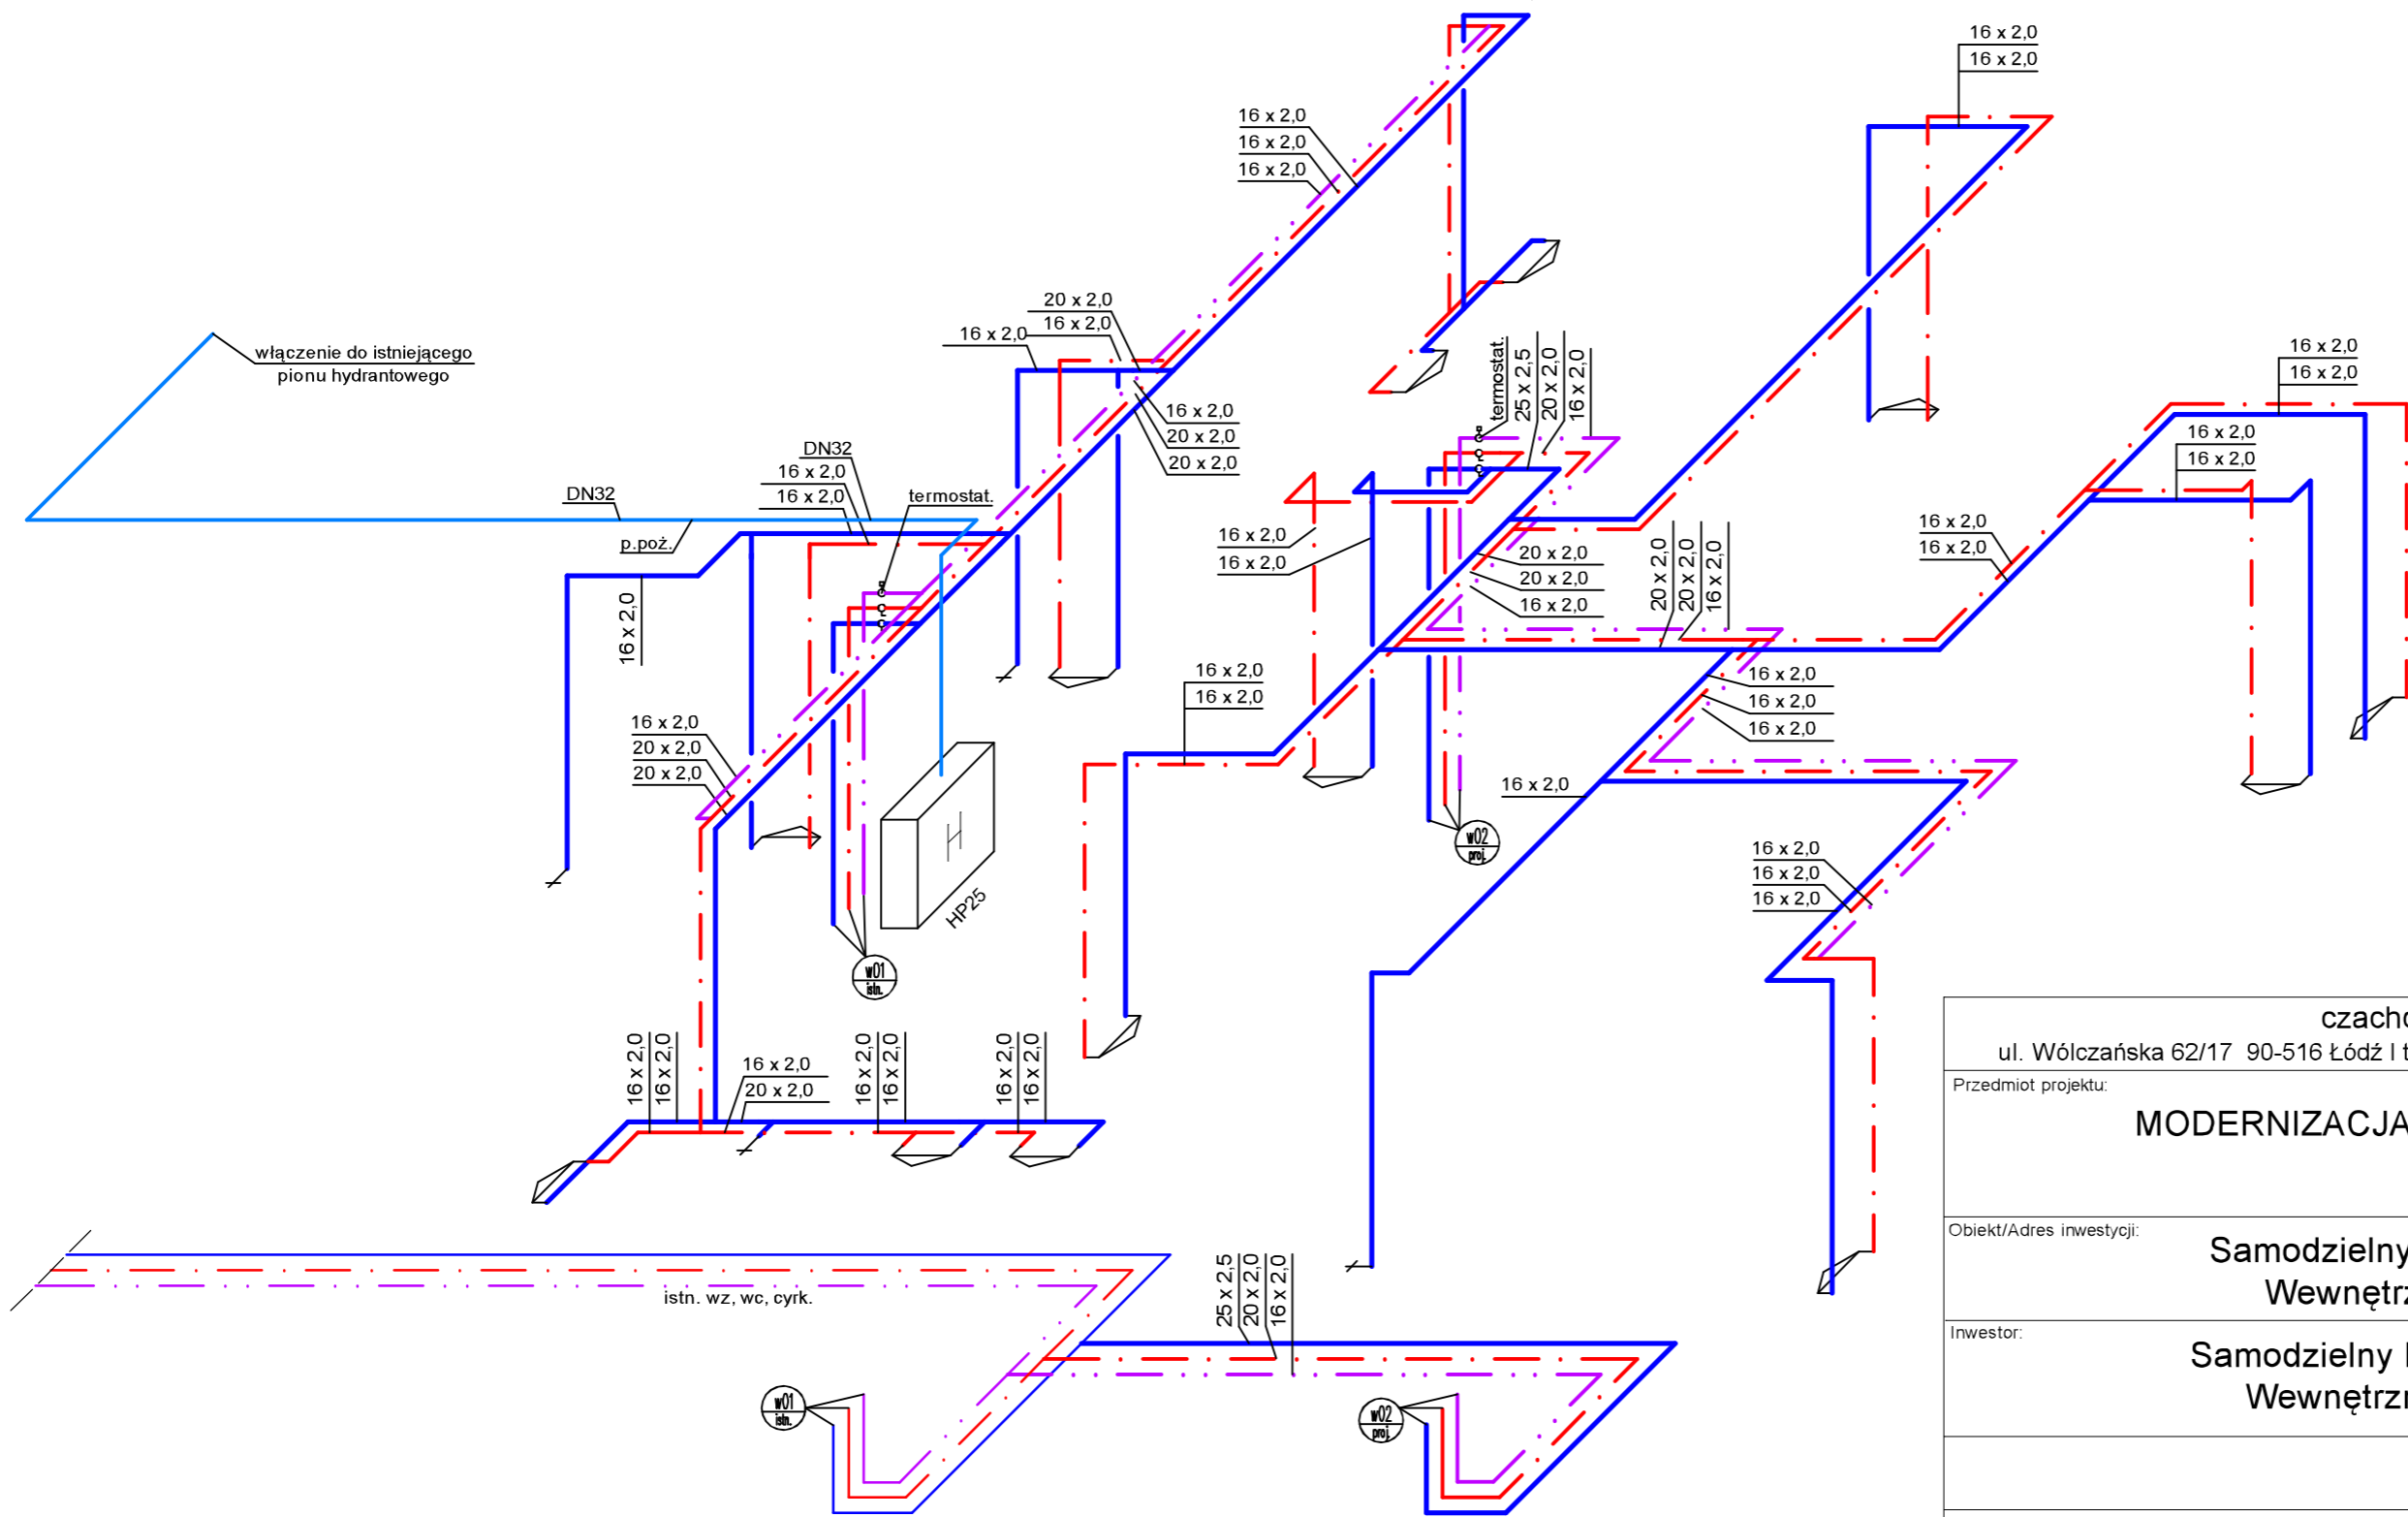 16 x 2,0
16 x 2,0
16 x 2,0
16 x 2,0
16 x 2,0
20 x 2,0
16 x 2,0
16 x 2,0
włączenie do istniejącego
pionu hydrantowego
termostat.
25 x 2,5
20 x 2,0
16 x 2,0
16 x 2,0
16 x 2,0
16 x 2,0
20 x 2,0
20 x 2,0
16 x 2,0
16 x 2,0
DN32
16 x 2,0
16 x 2,0
DN32
termostat.
p.poż.
16 x 2,0
16 x 2,0
16 x 2,0
20 x 2,0
20 x 2,0
16 x 2,0
20 x 2,0
20 x 2,0
16 x 2,0
16 x 2,0
16 x 2,0
16 x 2,0
16 x 2,0
16 x 2,0
16 x 2,0
16 x 2,0
16 x 2,0
16 x 2,0
20 x 2,0
20 x 2,0
16 x 2,0
H
HP25
w02
proj.
16 x 2,0
16 x 2,0
16 x 2,0
w01
istn.
16 x 2,0
16 x 2,0
16 x 2,0
20 x 2,0
16 x 2,0
16 x 2,0
16 x 2,0
16 x 2,0
istn. wz, wc, cyrk.
25 x 2,5
20 x 2,0
16 x 2,0
w01
istn.
w02
proj.
czacho
ul. Wólczańska 62/17 90-516 Łódź I t
Przedmiot projektu:
MODERNIZACJA
Obiekt/Adres inwestycji:
Samodzielny
Wewnętrz
Inwestor:
Samodzielny
Wewnętrzn